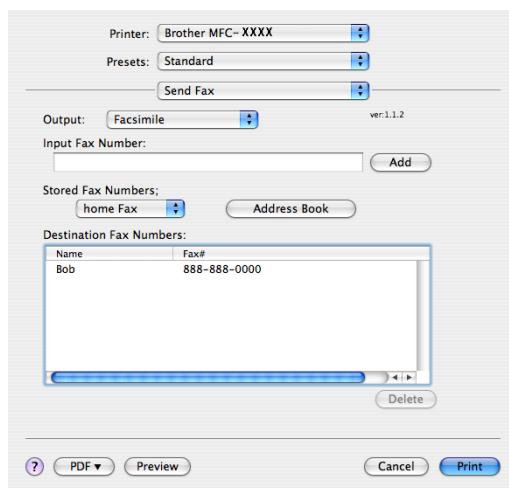 Printer: Brother MFC-XXXX
Presets: Standard
Send Fax
Output: Facsimile ver:1.1.2
Input Fax Number:
Add
Stored Fax Numbers;
home Fax Address Book
Destination Fax Numbers:
Name Fax#
Bob 888-888-0000
Delete
? PDF▼ Preview Cancel Print